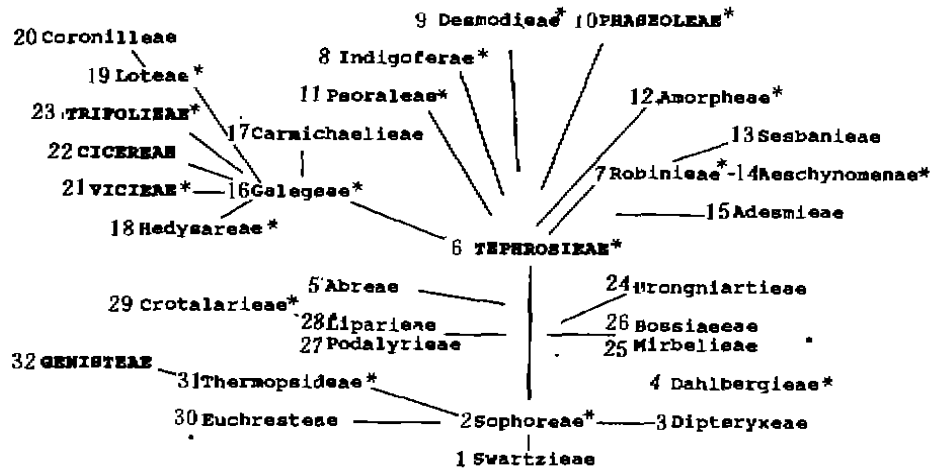 9 Desmodieae* 10 PHASEOLEAE*
20 Coronilleae
8 Indigoferae*
19 Loteae*
11 Psoraleae*
12 Amorpheae*
23 TRIFOLIEAE*
17 Carmichaelieae
13 Sesbanieae
22 CICEREAE
7 Robinieae*-14 Aeschynomenae*
21 VICIEAE* 16 Galegeae*
15 Adesmieae
18 Hedysareae*
6 TEPHROSIEAE*
5 Abreae
24 Brongniartieae
29 Crotalarieae*
28 Liparieae
26 Bossiaeeae
27 Podalyrieae
25 Mirbelieae
32 GENISTEAE
31 Thermopsideae*
4 Dahlbergieae*
30 Euchresteae
2 Sophoreae*
3 Dipteryxeae
1 Swartzieae